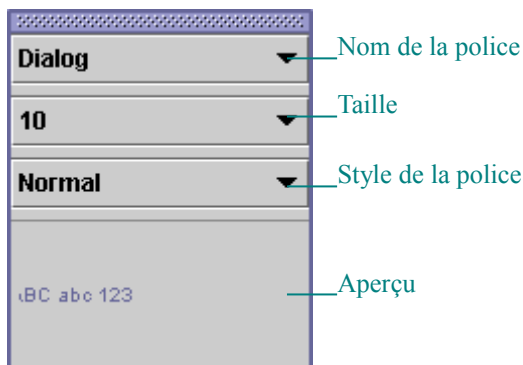 Dialog
Nom de la police
10
Taille
Normal
Style de la police
BC abc 123
Aperçu